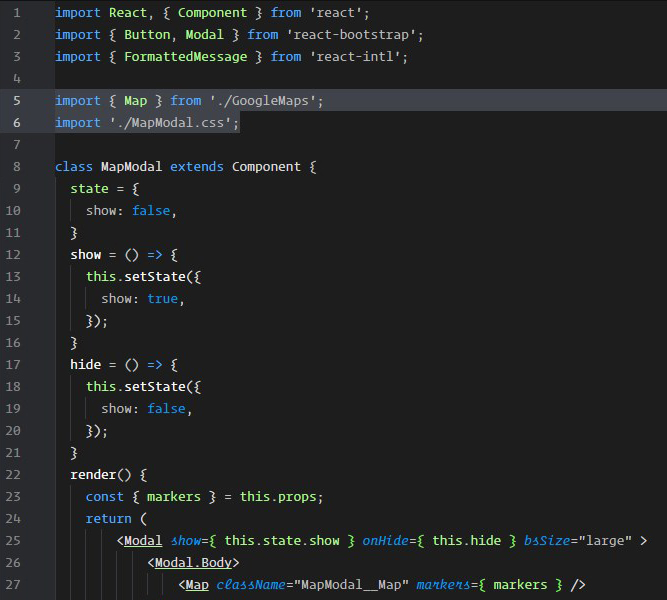 1 import React, { Component } from 'react';
2 import { Button, Modal } from 'react-bootstrap';
3 import { FormattedMessage } from 'react-intl';
4
5 import { Map } from './GoogleMaps';
6 import './MapModal.css';
7
8 class MapModal extends Component {
9   state = {
10     show: false,
11   }
12   show = () => {
13     this.setState({
14       show: true,
15     });
16   }
17   hide = () => {
18     this.setState({
19       show: false,
20     });
21   }
22   render() {
23     const { markers } = this.props;
24     return (
25         <Modal show={ this.state.show } onHide={ this.hide } bsSize="large" >
26             <Modal.Body>
27                 <Map className="MapModal__Map" markers={ markers } />